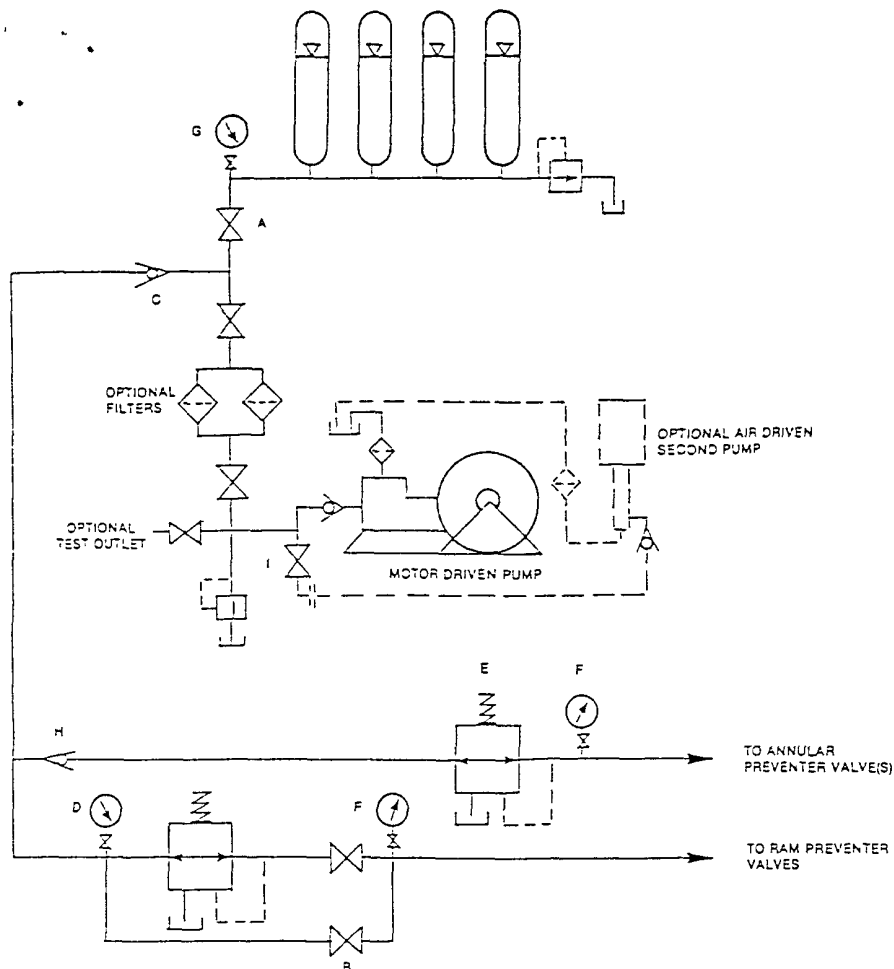 G
A
C
OPTIONAL
FILTERS
OPTIONAL AIR DRIVEN
SECOND PUMP
OPTIONAL
TEST OUTLET
I
MOTOR DRIVEN PUMP
E
F
H
TO ANNULAR
PREVENTER VALVE(S)
D
F
TO RAM PREVENTER
VALVES
B